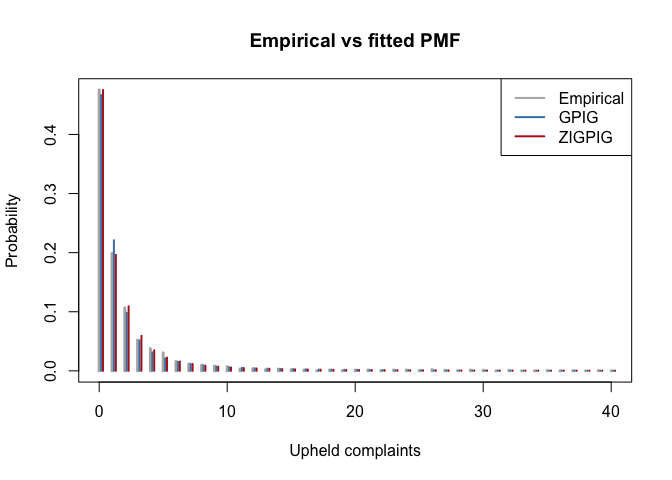 Empirical vs fitted PMF
Empirical
GPIG
ZIGPIG
Probability
0.4
0.3
0.2
0.1
0.0
0 10 20 30 40
Upheld complaints